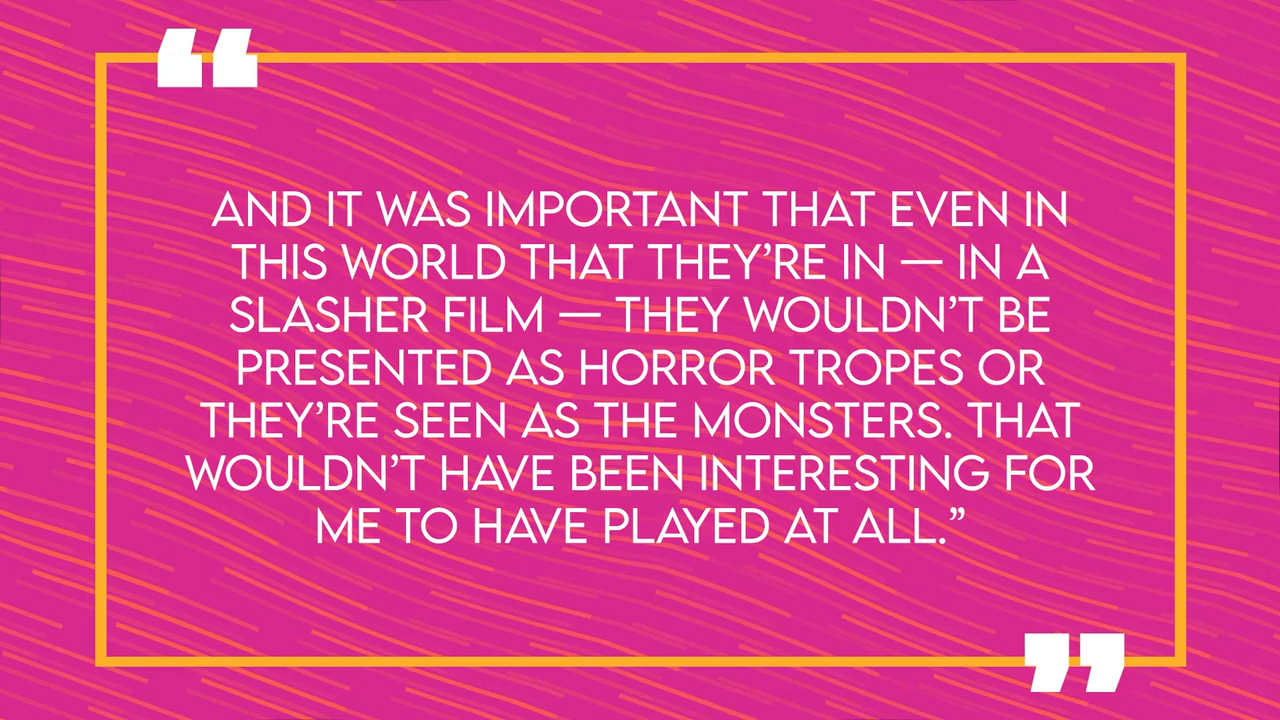 AND IT WAS IMPORTANT THAT EVEN IN
THIS WORLD THAT THEY’RE IN — IN A
SLASHER FILM — THEY WOULDN’T BE
PRESENTED AS HORROR TROPES OR
THEY’RE SEEN AS THE MONSTERS. THAT
WOULDN’T HAVE BEEN INTERESTING FOR
ME TO HAVE PLAYED AT ALL.”